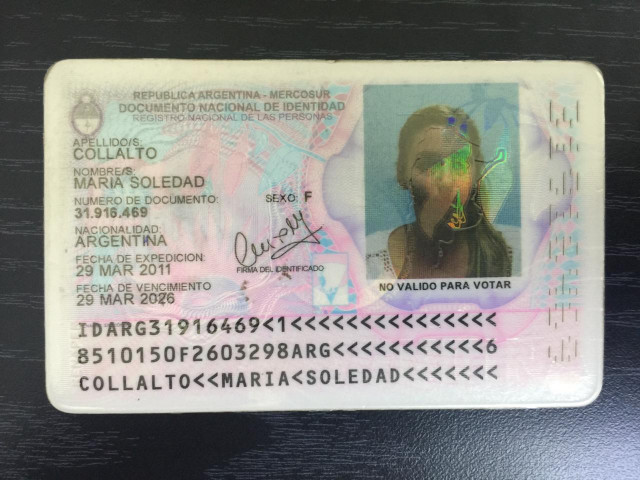 REPUBLICA ARGENTINA - MERCOSUR
DOCUMENTO NACIONAL DE IDENTIDAD
REGISTRO NACIONAL DE LAS PERSONAS
APELLIDO/S:
COLLALTO
NOMBRE/S:
MARIA SOLEDAD
NUMERO DE DOCUMENTO:
31.916.469
SEXO: F
NACIONALIDAD:
ARGENTINA
FECHA DE EXPEDICION:
29 MAR 2011
FIRMA DEL IDENTIFICADO
FECHA DE VENCIMIENTO
29 MAR 2026
NO VALIDO PARA VOTAR
IDARG31916469<1<<<<<<<<<<<<<<<
8510150F2603298ARG<<<<<<<<<<<6
COLLALTO<<MARIA<SOLEDAD<<<<<<<